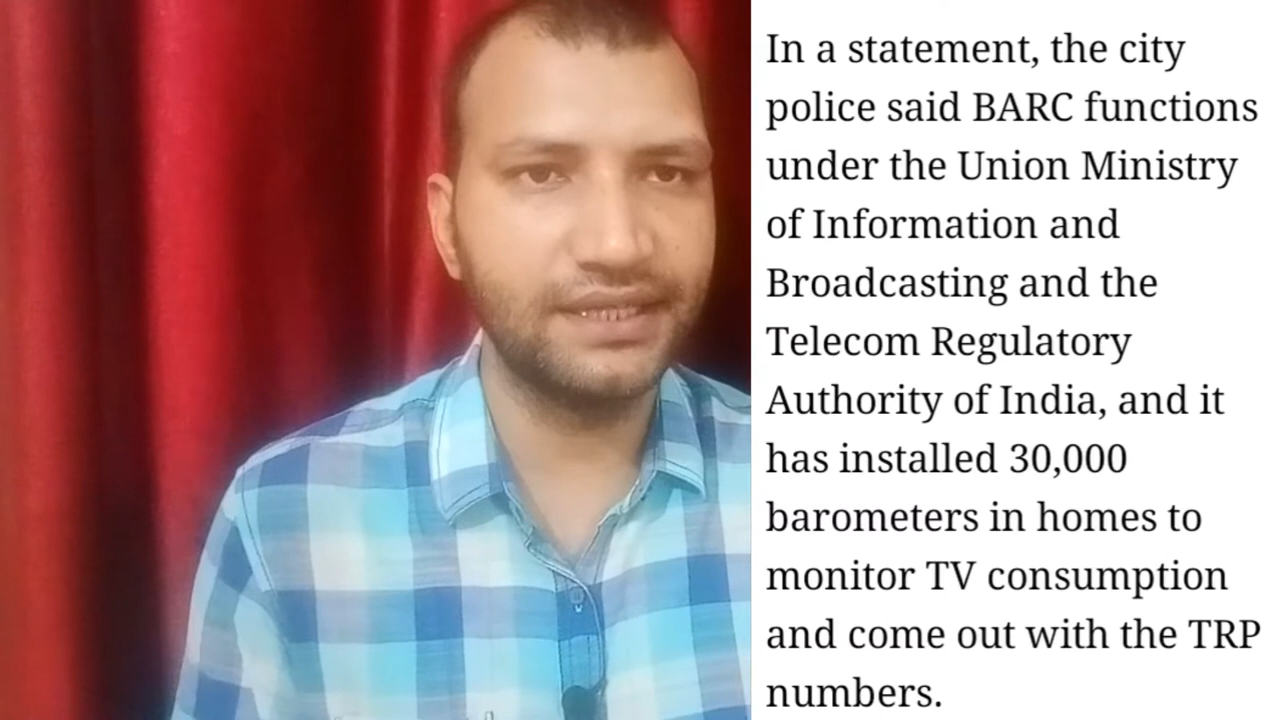 In a statement, the city
police said BARC functions
under the Union Ministry
of Information and
Broadcasting and the
Telecom Regulatory
Authority of India, and it
has installed 30,000
barometers in homes to
monitor TV consumption
and come out with the TRP
numbers.